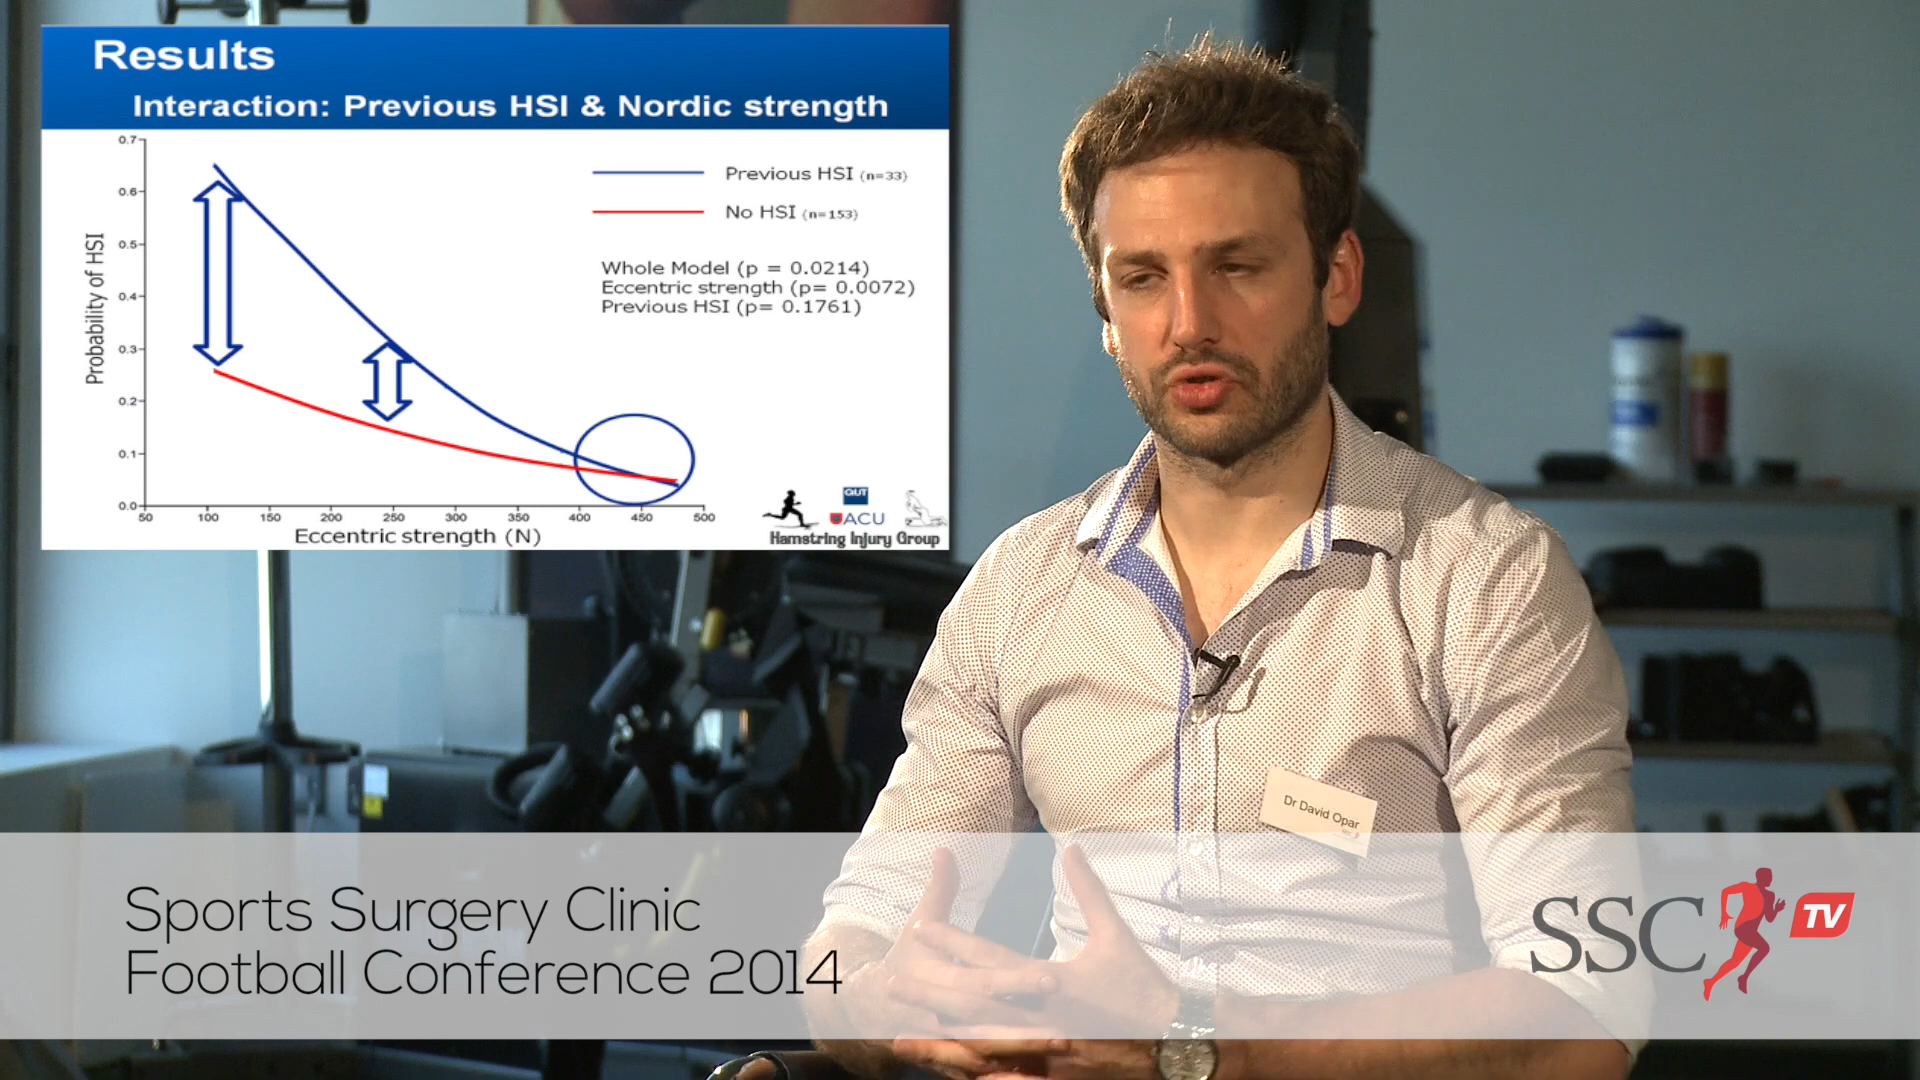 Results
Interaction: Previous HSI & Nordic strength
Probability of HSI
0.7
0.6
0.5
0.4
0.3
0.2
0.1
0.0
50 100 150 200 250 300 350 400 450 500
Eccentric strength (N)
Previous HSI (n=33)
No HSI (n=153)
Whole Model (p = 0.0214)
Eccentric strength (p= 0.0072)
Previous HSI (p= 0.1761)
QUT
ACU
Hamstring Injury Group
Dr David Opar
Sports Surgery Clinic
Football Conference 2014
SSC TV